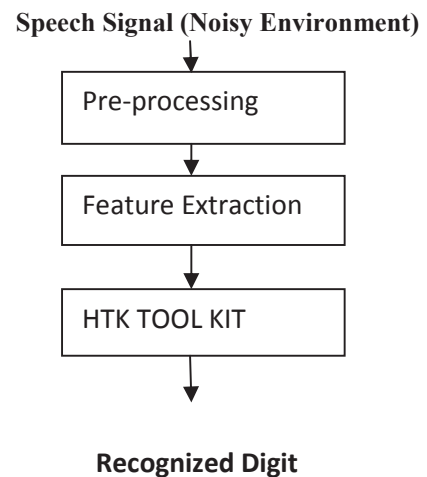 Speech Signal (Noisy Environment)
Pre-processing
Feature Extraction
HTK TOOL KIT
Recognized Digit